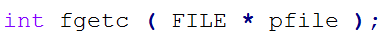 int fgetc ( FILE * pfile );